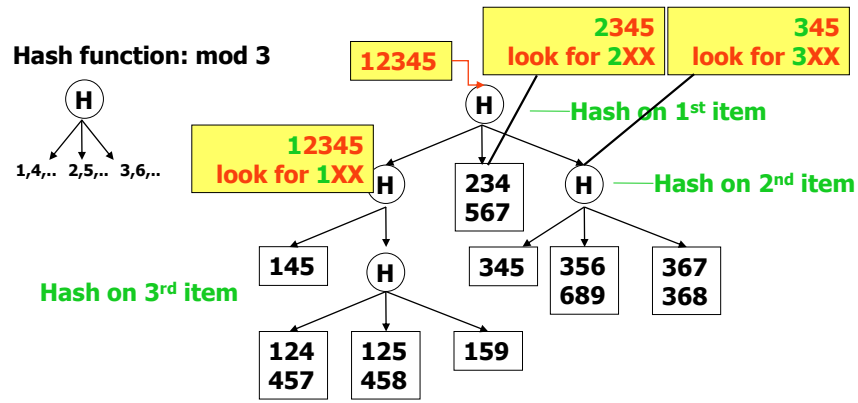 Hash function: mod 3
H
1,4,.. 2,5,.. 3,6,..
12345
2345
look for 2XX
345
look for 3XX
H
Hash on 1st item
12345
look for 1XX
H
234
567
H
Hash on 2nd item
145
H
345
356
689
367
368
Hash on 3rd item
124
457
125
458
159